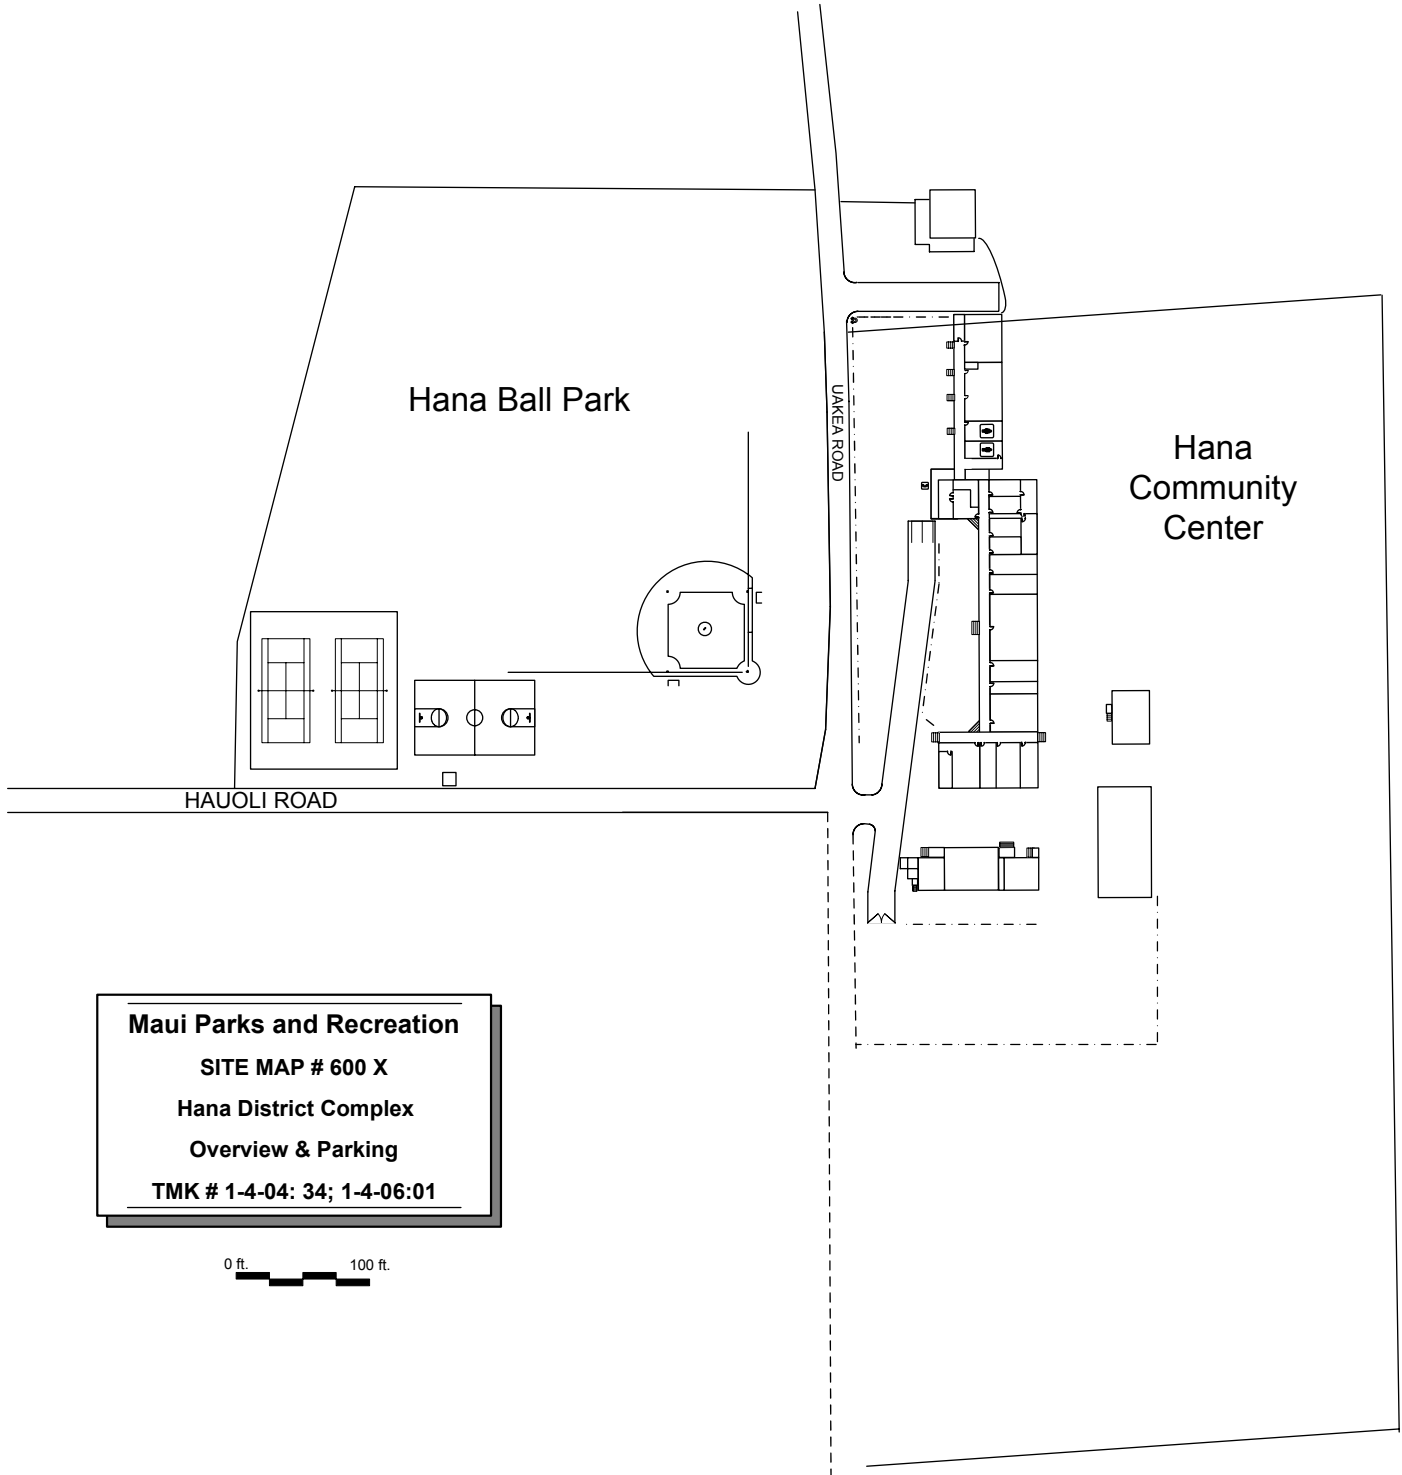 Hana Ball Park
UAKEA ROAD
Hana
Community
Center
HAUOLI ROAD
Maui Parks and Recreation
SITE MAP # 600 X
Hana District Complex
Overview & Parking
TMK # 1-4-04: 34; 1-4-06:01
0 ft. 100 ft.